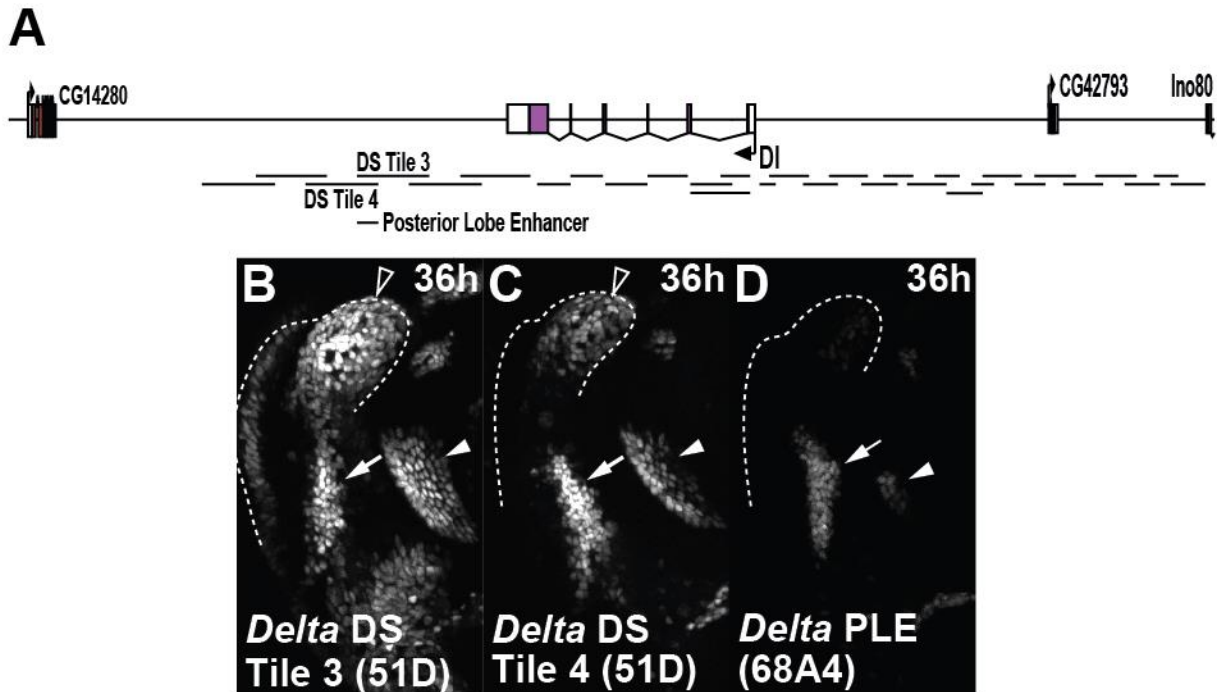 A
CG14280
CG42793
Ino80
Dl
DS Tile 3
DS Tile 4
Posterior Lobe Enhancer
B 36h
Delta DS
Tile 3 (51D)
C 36h
Delta DS
Tile 4 (51D)
D 36h
Delta PLE
(68A4)